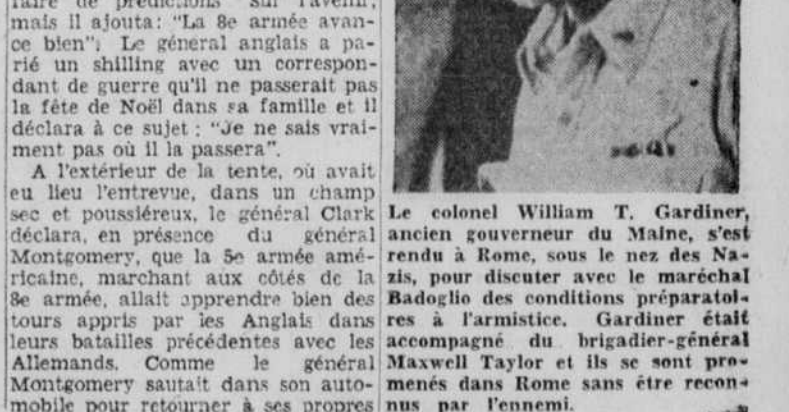 faire de prédictions sur l'avenir,
mais il ajouta: "La 8e armée avan-
ce bien". Le général anglais a pa-
rié un shilling avec un correspon-
dant de guerre qu'il ne passerait pas
la fête de Noël dans sa famille et il
déclara à ce sujet : "Je ne sais vrai-
ment pas où il la passera".
A l'extérieur de la tente, où avait
eu lieu l'entrevue, dans un champ
sec et poussiéreux, le général Clark
déclara, en présence du général
Montgomery, que la 5e armée amé-
ricaine, marchant aux côtés de la
8e armée, allait apprendre bien des
tours appris par les Anglais dans
leurs batailles précédentes avec les
Allemands. Comme le général
Montgomery sautait dans son auto-
mobile pour retourner à ses propres
Le colonel William T. Gardiner,
ancien gouverneur du Maine, s'est
rendu à Rome, sous le nez des Na-
zis, pour discuter avec le maréchal
Badoglio des conditions préparatoi-
res à l'armistice. Gardiner était
accompagné du brigadier-général
Maxwell Taylor et ils se sont pro-
menés dans Rome sans être recon-
nus par l'ennemi.